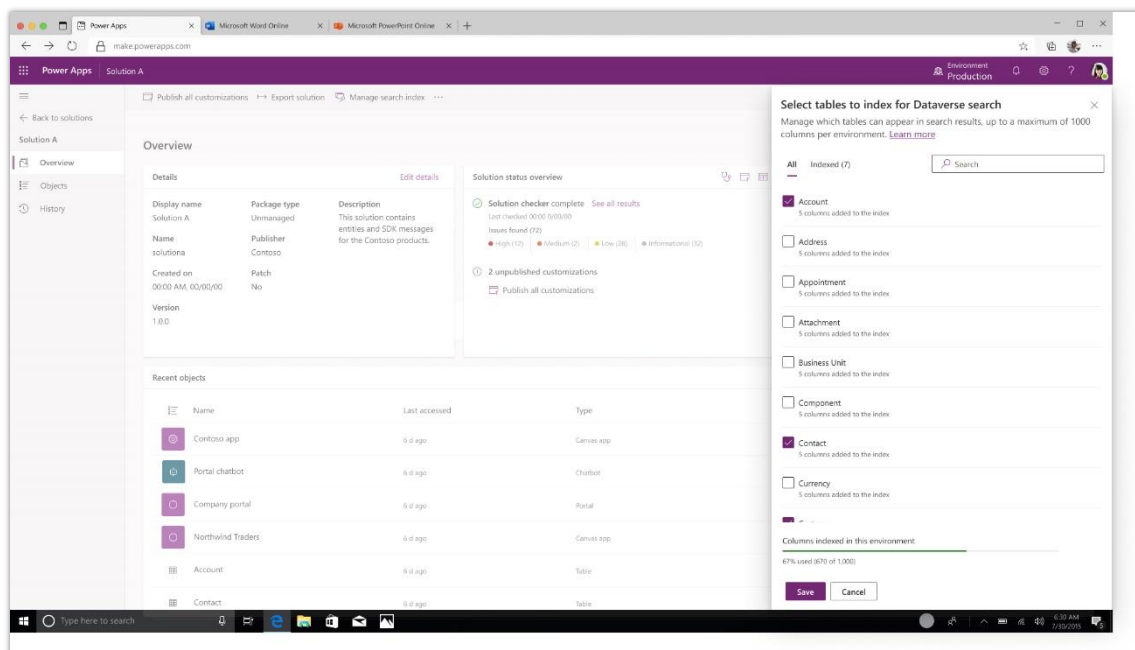 Power Apps
Microsoft Word Online
Microsoft PowerPoint Online
make.powerapps.com
Power Apps Solution A
Environment
Production
Back to solutions
Solution A
Overview
Objects
History
Publish all customizations Export solution Manage search index
Overview
Details Edit details
Display name
Solution A
Package type
Unmanaged
Description
This solution contains
entities and SDK messages
for the Contoso products.
Name
solutiona
Publisher
Contoso
Created on
00:00 AM, 00/00/00
Patch
No
Version
1.0.0
Solution status overview
Solution checker complete See all results
Last checked 00:00 0/00/00
Issues found (72)
High (12) Medium (2) Low (26) Informational (32)
2 unpublished customizations
Publish all customizations
Recent objects
Name Last accessed Type
Contoso app 6 d ago Canvas app
Portal chatbot 6 d ago Chatbot
Company portal 6 d ago Portal
Northwind Traders 6 d ago Canvas app
Account 6 d ago Table
Contact 6 d ago Table
Select tables to index for Dataverse search
Manage which tables can appear in search results, up to a maximum of 1000
columns per environment. Learn more
All Indexed (7) Search
Account
5 columns added to the index
Address
5 columns added to the index
Appointment
5 columns added to the index
Attachment
5 columns added to the index
Business Unit
5 columns added to the index
Component
5 columns added to the index
Contact
5 columns added to the index
Currency
5 columns added to the index
Columns indexed in this environment
67% used (670 of 1,000)
Save Cancel
Type here to search
6:30 AM
7/30/2015